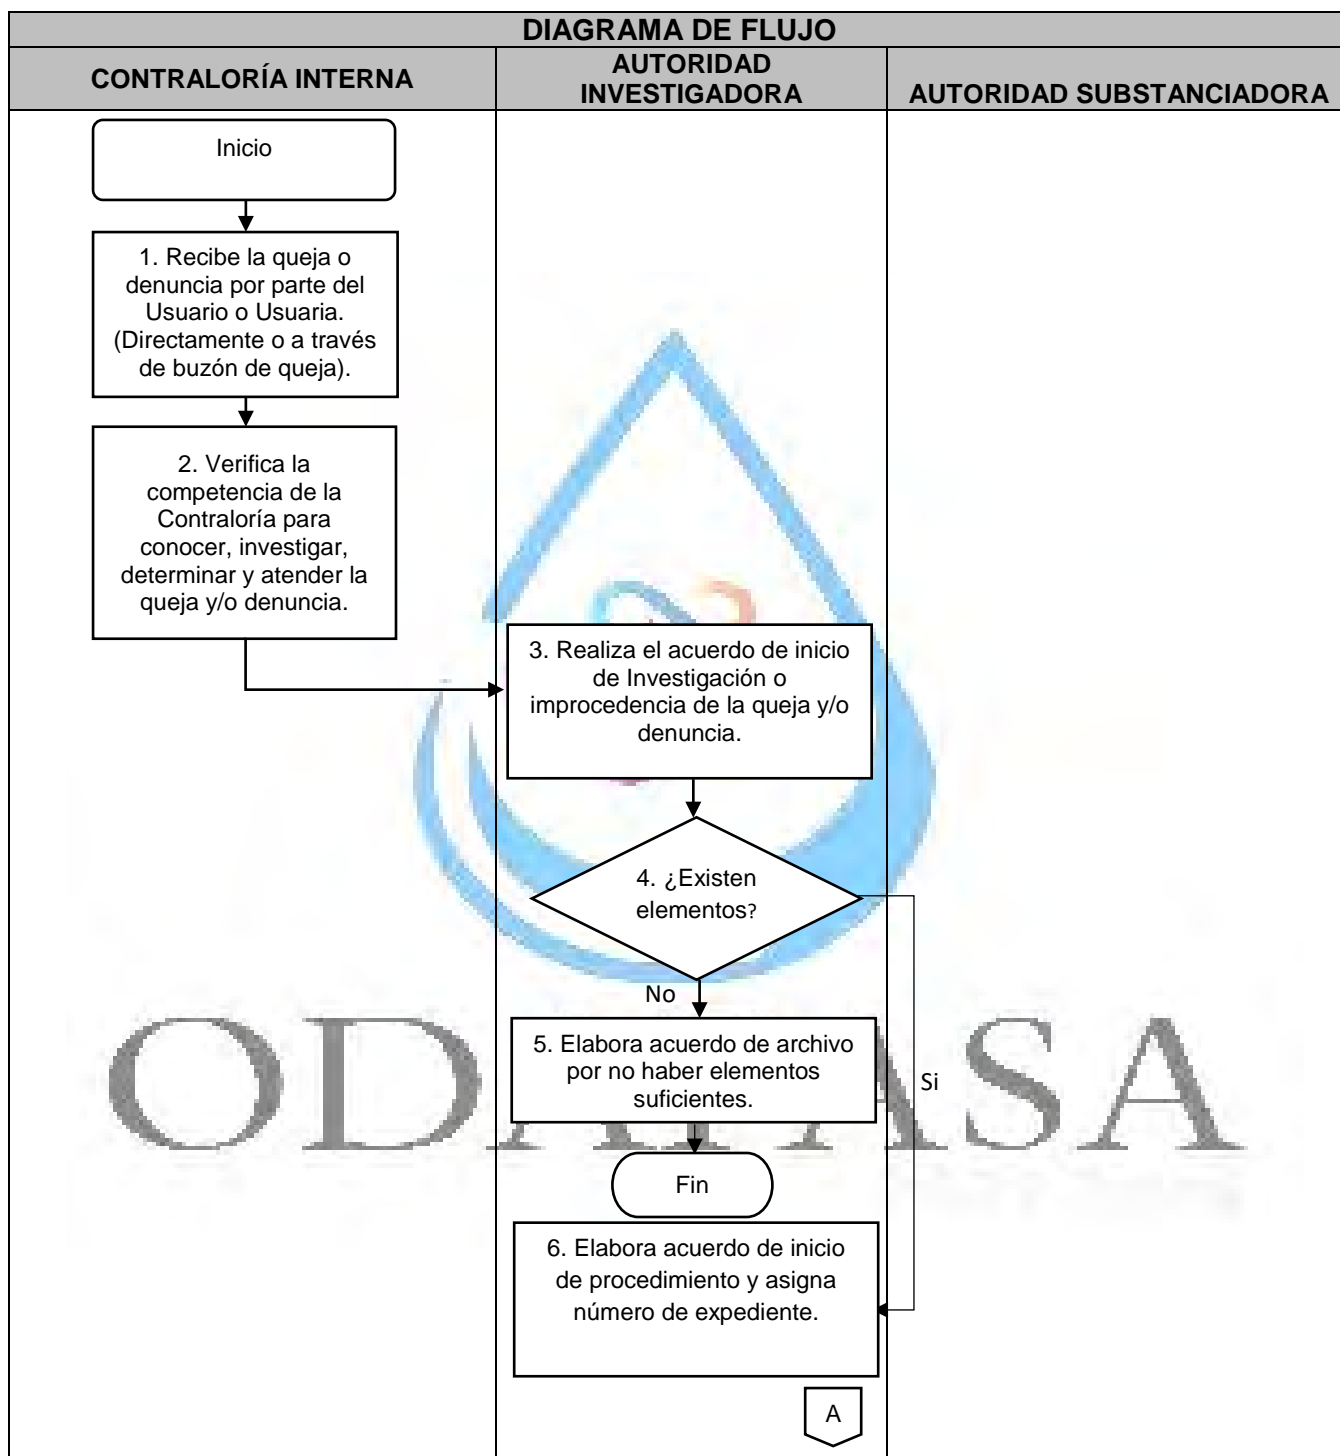 DIAGRAMA DE FLUJO
CONTRALORÍA INTERNA
AUTORIDAD
INVESTIGADORA
AUTORIDAD SUBSTANCIADORA
Inicio
1. Recibe la queja o
denuncia por parte del
Usuario o Usuaria.
(Directamente o a través
de buzón de queja).
2. Verifica la
competencia de la
Contraloría para
conocer, investigar,
determinar y atender la
queja y/o denuncia.
3. Realiza el acuerdo de inicio
de Investigación o
improcedencia de la queja y/o
denuncia.
4. ¿Existen
elementos?
No
Si
5. Elabora acuerdo de archivo
por no haber elementos
suficientes.
Fin
6. Elabora acuerdo de inicio
de procedimiento y asigna
número de expediente.
A